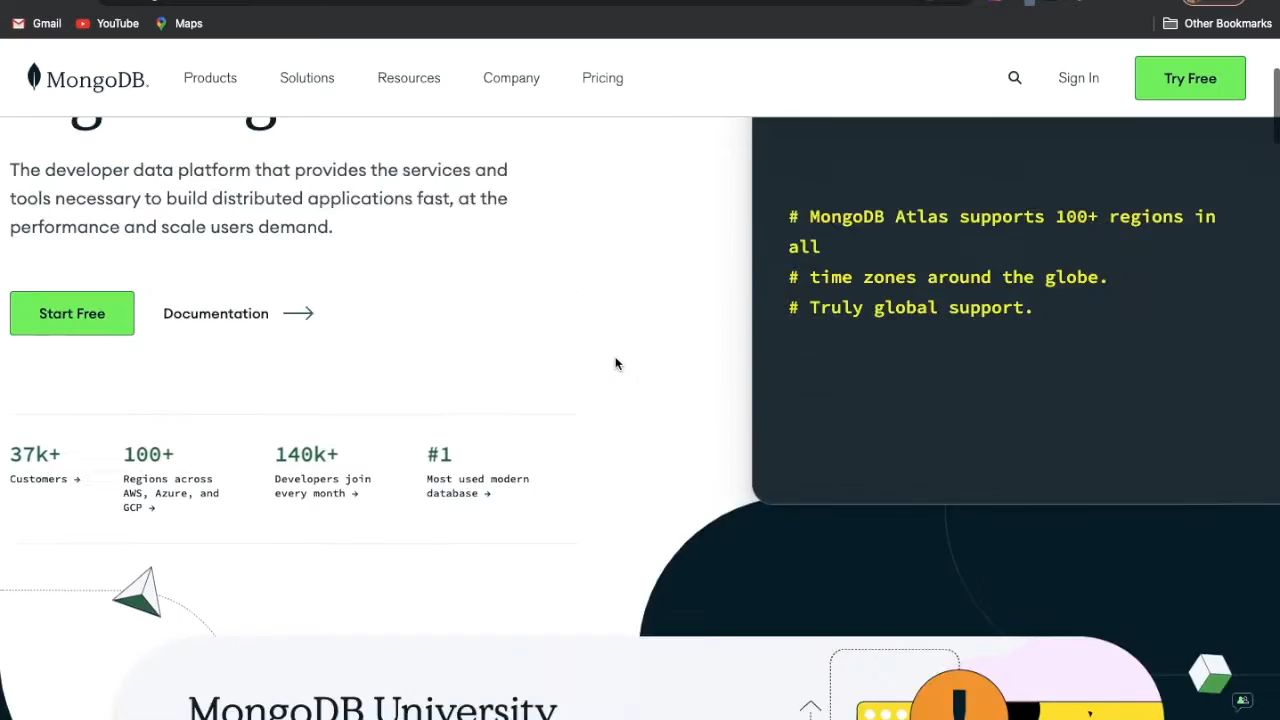 Gmail
YouTube
Maps
Other Bookmarks
MongoDB.
Products
Solutions
Resources
Company
Pricing
Sign In
Try Free
The developer data platform that provides the services and
tools necessary to build distributed applications fast, at the
performance and scale users demand.
Start Free
Documentation
# MongoDB Atlas supports 100+ regions in
all
# time zones around the globe.
# Truly global support.
37k+
Customers →
100+
Regions across
AWS, Azure, and
GCP →
140k+
Developers join
every month →
#1
Most used modern
database →
MongoDB University